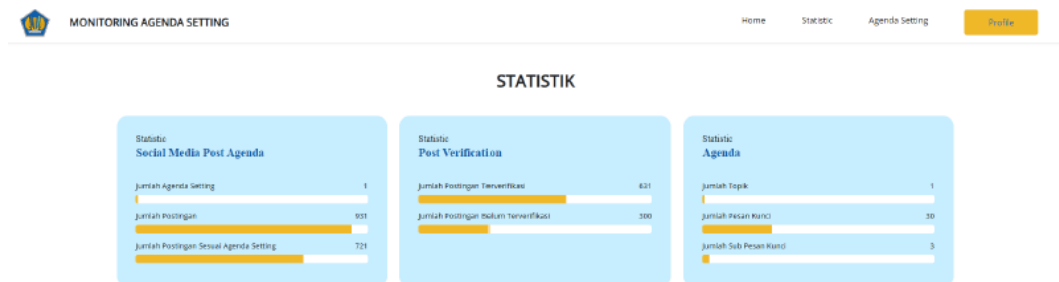 MONITORING AGENDA SETTING
Home
Statistic
Agenda Setting
Profile
STATISTIK
Statistic
Social Media Post Agenda
Jumlah Agenda Setting 1
Jumlah Postingan 931
Jumlah Postingan Sesuai Agenda Setting 721
Statistic
Post Verification
Jumlah Postingan Terverifikasi 631
Jumlah Postingan Belum Terverifikasi 300
Statistic
Agenda
Jumlah Topik 1
Jumlah Pesan Kunci 30
Jumlah Sub Pesan Kunci 3